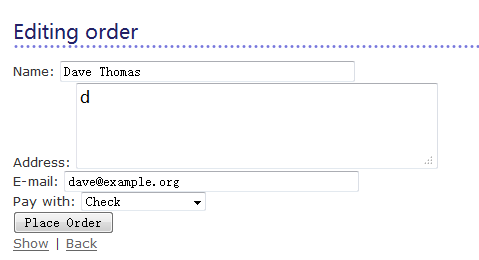 Editing order
Name: Dave Thomas
d
Address:
E-mail: dave@example.org
Pay with: Check
Place Order
Show | Back